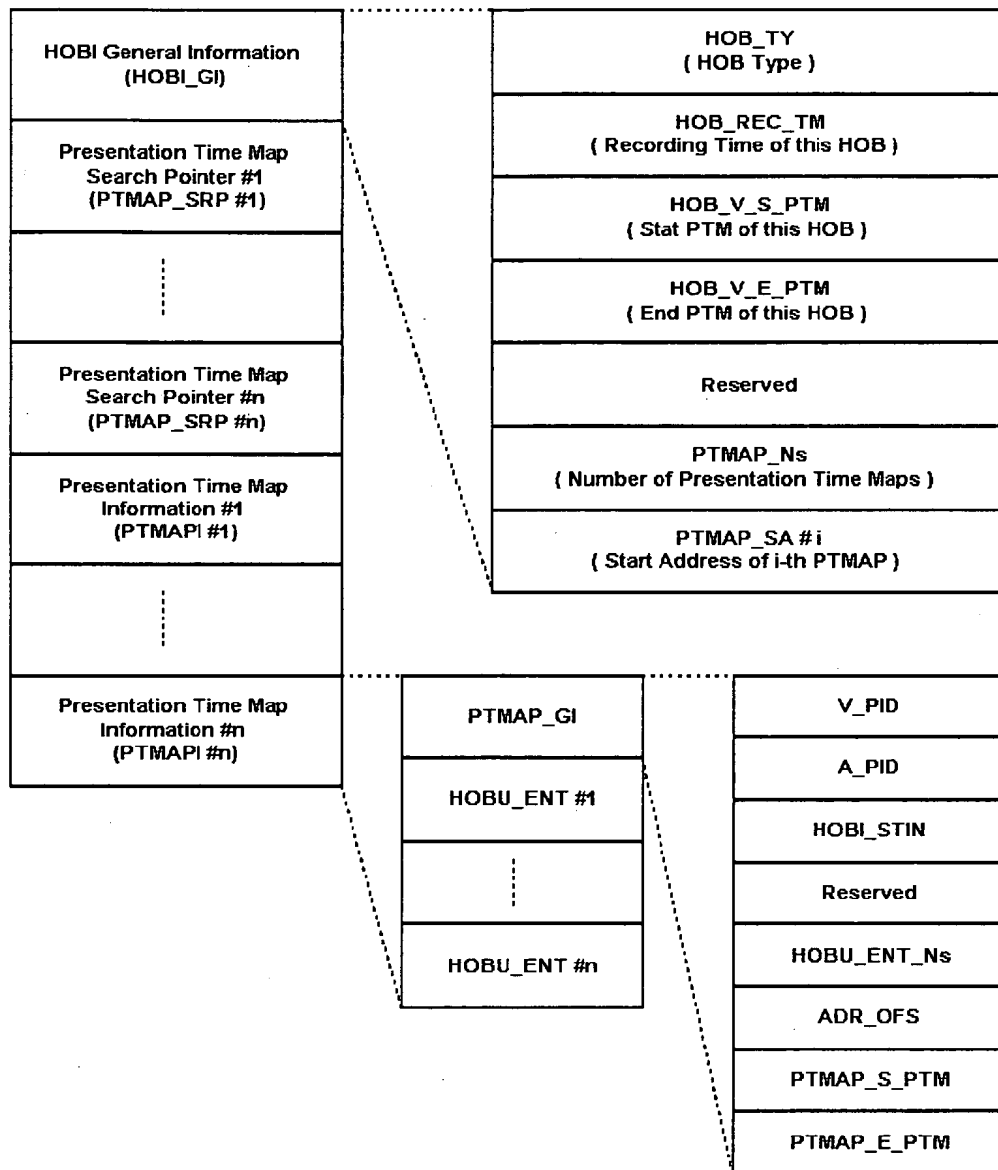 HOBI General Information
(HOBI_GI)
Presentation Time Map
Search Pointer #1
(PTMAP_SRP #1)
Presentation Time Map
Search Pointer #n
(PTMAP_SRP #n)
Presentation Time Map
Information #1
(PTMAPI #1)
Presentation Time Map
Information #n
(PTMAPI #n)
HOB_TY
( HOB Type )
HOB_REC_TM
( Recording Time of this HOB )
HOB_V_S_PTM
( Stat PTM of this HOB )
HOB_V_E_PTM
( End PTM of this HOB )
Reserved
PTMAP_Ns
( Number of Presentation Time Maps )
PTMAP_SA # i
( Start Address of i-th PTMAP )
PTMAP_GI
HOBU_ENT #1
HOBU_ENT #n
V_PID
A_PID
HOBI_STIN
Reserved
HOBU_ENT_Ns
ADR_OFS
PTMAP_S_PTM
PTMAP_E_PTM